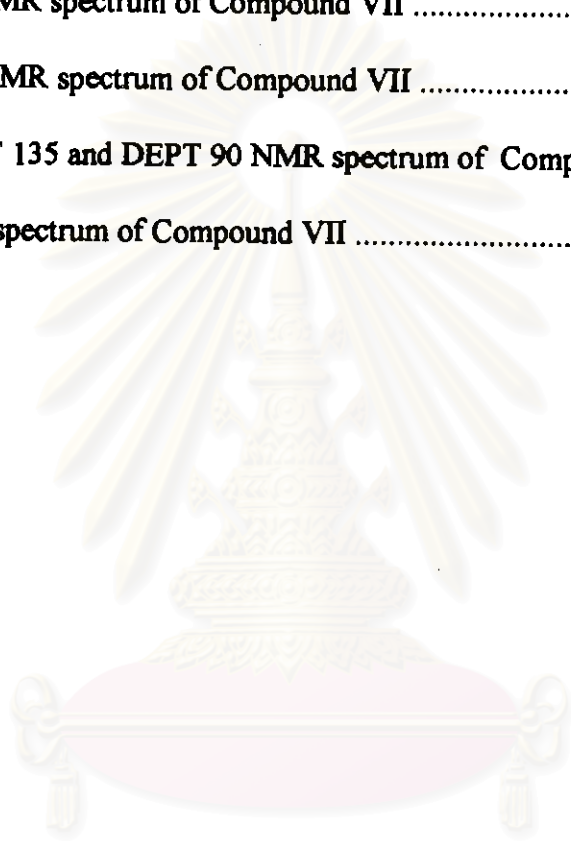 MR spectrum of Compound VII ....................
MR spectrum of Compound VII ...................
135 and DEPT 90 NMR spectrum of Comp
spectrum of Compound VII ...........................